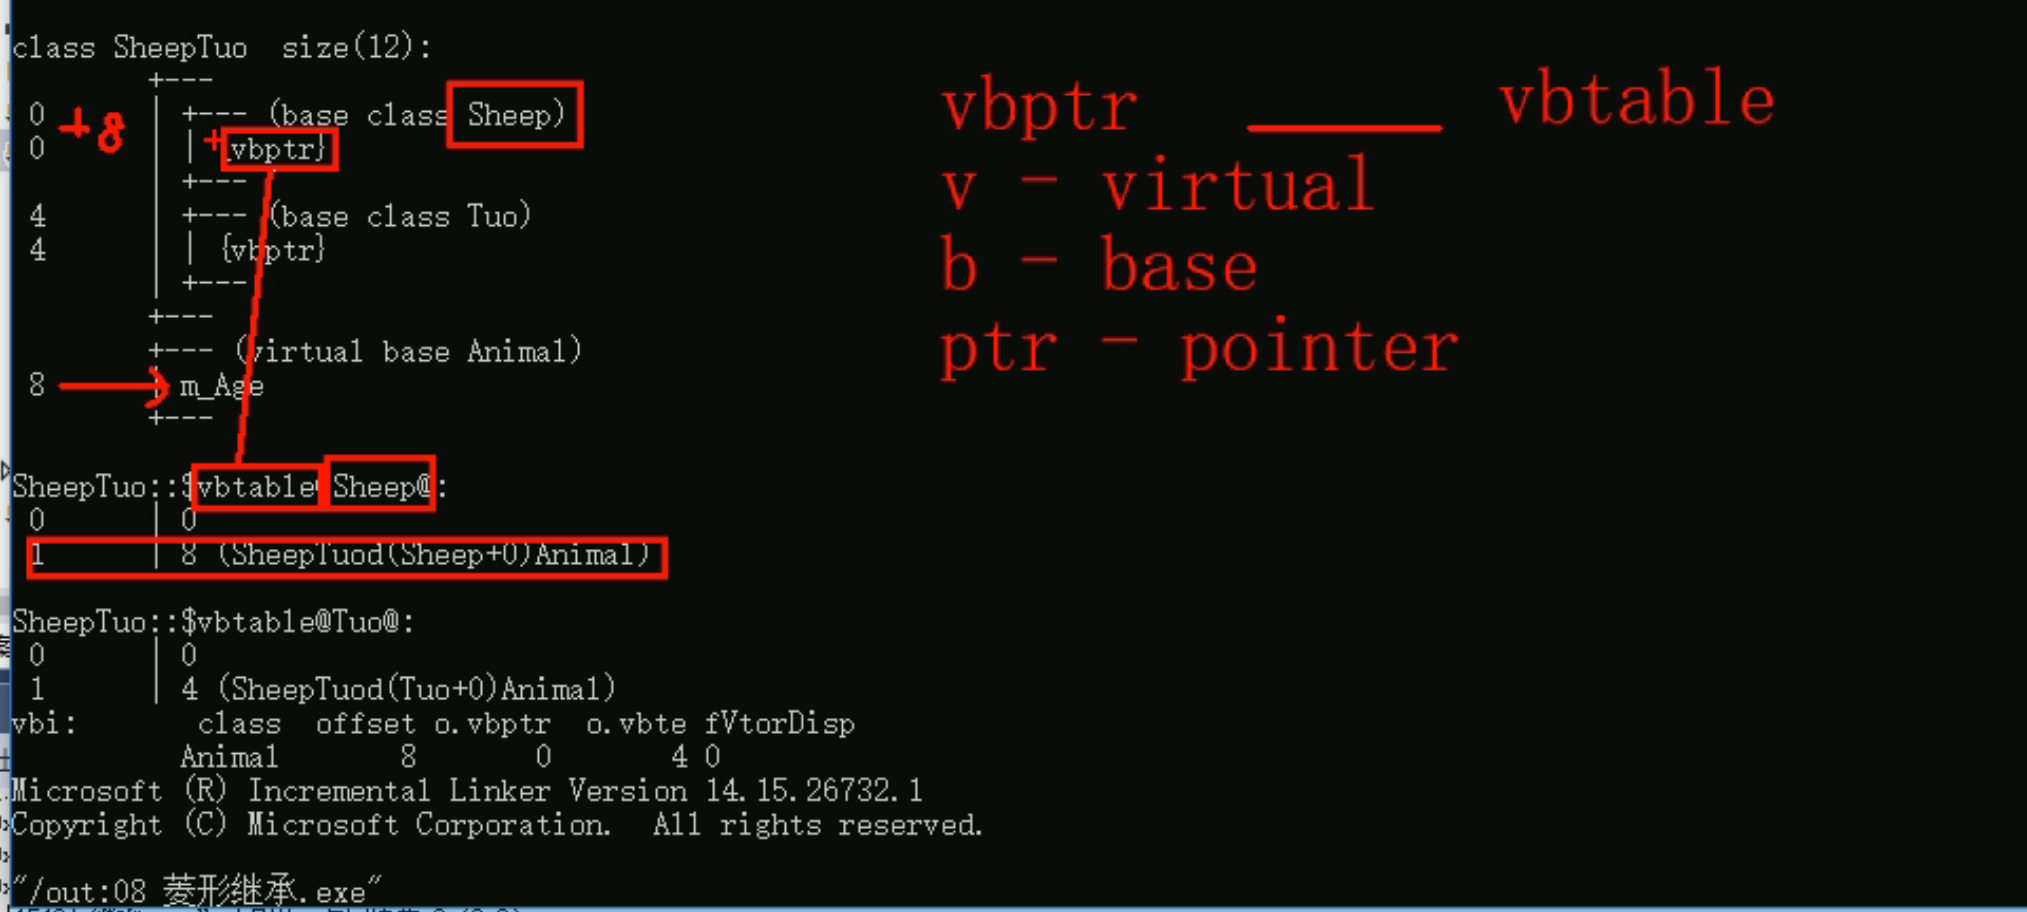 class SheepTuo  size(12):
+---
0 +8 | +--- (base class Sheep)
0 | | +{vbptr}
| +---
4 | +--- (base class Tuo)
4 | | {vbptr}
| +---
+---
+--- (virtual base Animal)
8 | m_Age
+---
SheepTuo::$vbtable@Sheep@:
0 | 0
1 | 8 (SheepTuod(Sheep+0)Animal)
SheepTuo::$vbtable@Tuo@:
0 | 0
1 | 4 (SheepTuod(Tuo+0)Animal)
vbi: class offset o.vbptr o.vbte fVtorDisp
Animal 8 0 4 0
Microsoft (R) Incremental Linker Version 14.15.26732.1
Copyright (C) Microsoft Corporation.  All rights reserved.
"/out:08 菱形继承.exe"
vbptr ——— vbtable
v - virtual
b - base
ptr - pointer